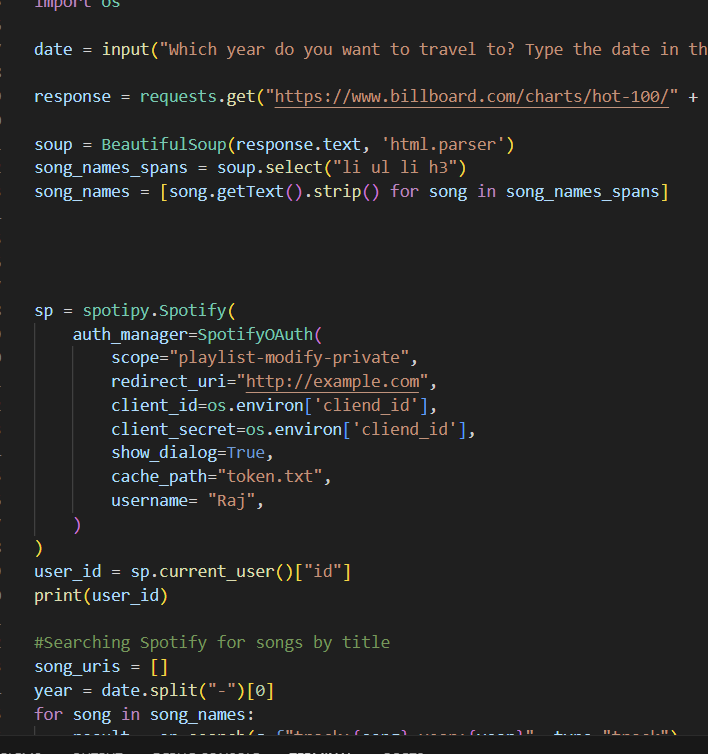 import os
date = input("Which year do you want to travel to? Type the date in th
response = requests.get("https://www.billboard.com/charts/hot-100/" +
soup = BeautifulSoup(response.text, 'html.parser')
song_names_spans = soup.select("li ul li h3")
song_names = [song.getText().strip() for song in song_names_spans]
sp = spotipy.Spotify(
auth_manager=SpotifyOAuth(
scope="playlist-modify-private",
redirect_uri="http://example.com",
client_id=os.environ['cliend_id'],
client_secret=os.environ['cliend_id'],
show_dialog=True,
cache_path="token.txt",
username= "Raj",
)
)
user_id = sp.current_user()["id"]
print(user_id)
#Searching Spotify for songs by title
song_uris = []
year = date.split("-")[0]
for song in song_names: